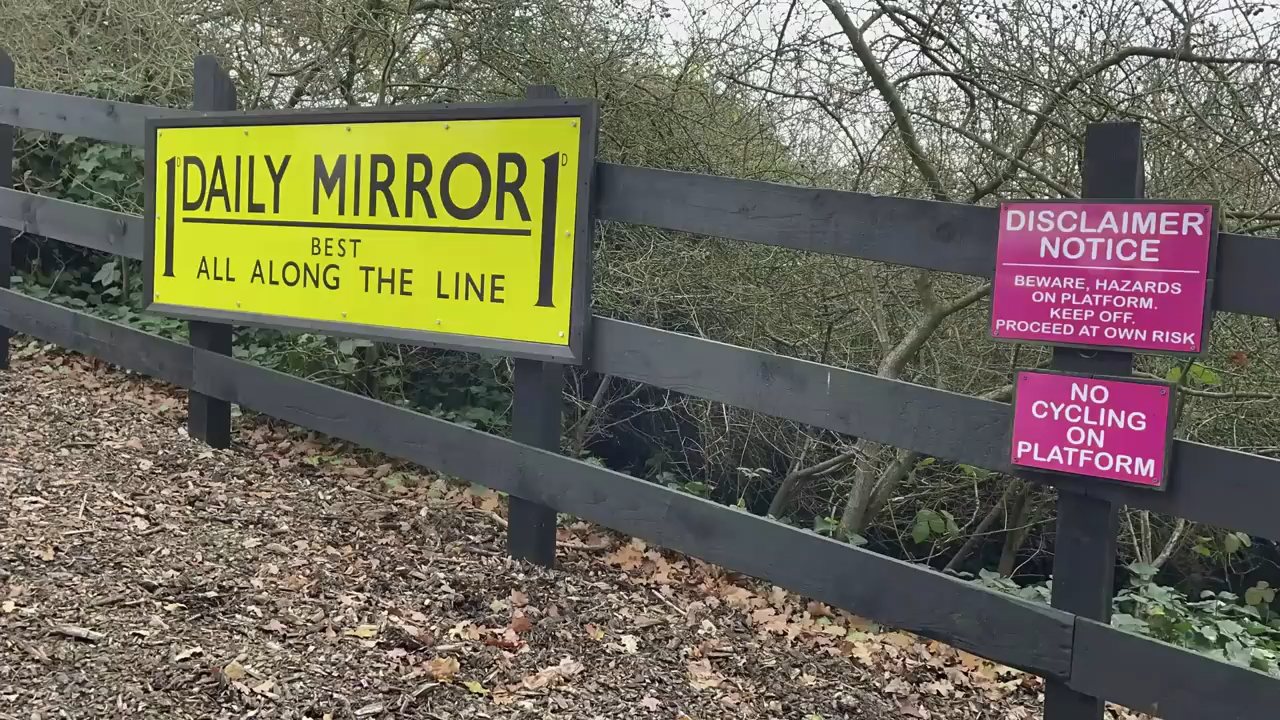 1D DAILY MIRROR 1D
BEST
ALL ALONG THE LINE
DISCLAIMER
NOTICE
BEWARE, HAZARDS
ON PLATFORM.
KEEP OFF.
PROCEED AT OWN RISK
NO
CYCLING
ON
PLATFORM